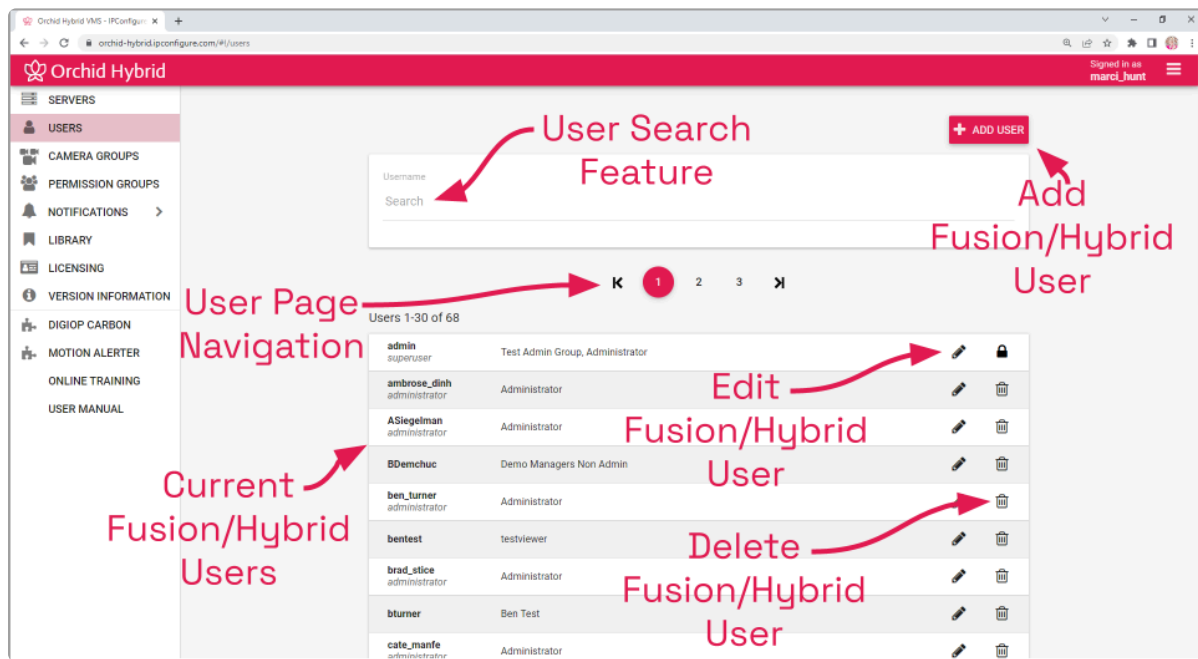 Orchid Hybrid VMS - IPConfigure
orchid-hybrid.ipconfigure.com/#!/users
Orchid Hybrid
Signed in as
marci_hunt
SERVERS
USERS
CAMERA GROUPS
PERMISSION GROUPS
NOTIFICATIONS
LIBRARY
LICENSING
VERSION INFORMATION
DIGIOP CARBON
MOTION ALERTER
ONLINE TRAINING
USER MANUAL
User Search
Feature
ADD USER
Username
Search
Add
Fusion/Hybrid
User
User Page
Navigation
1 2 3
Users 1-30 of 68
admin
superuser
Test Admin Group, Administrator
ambrose_dinh
administrator
Administrator
ASiegelman
administrator
Administrator
BDemchuc
Demo Managers Non Admin
ben_turner
administrator
Administrator
bentest
testviewer
brad_stice
administrator
Administrator
bturner
Ben Test
cate_manfe
administrator
Administrator
Edit
Fusion/Hybrid
User
Current
Fusion/Hybrid
Users
Delete
Fusion/Hybrid
User